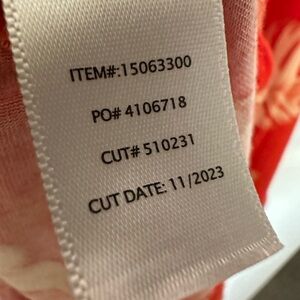 ITEM#:15063300
PO# 4106718
CUT# 510231
CUT DATE: 11/2023